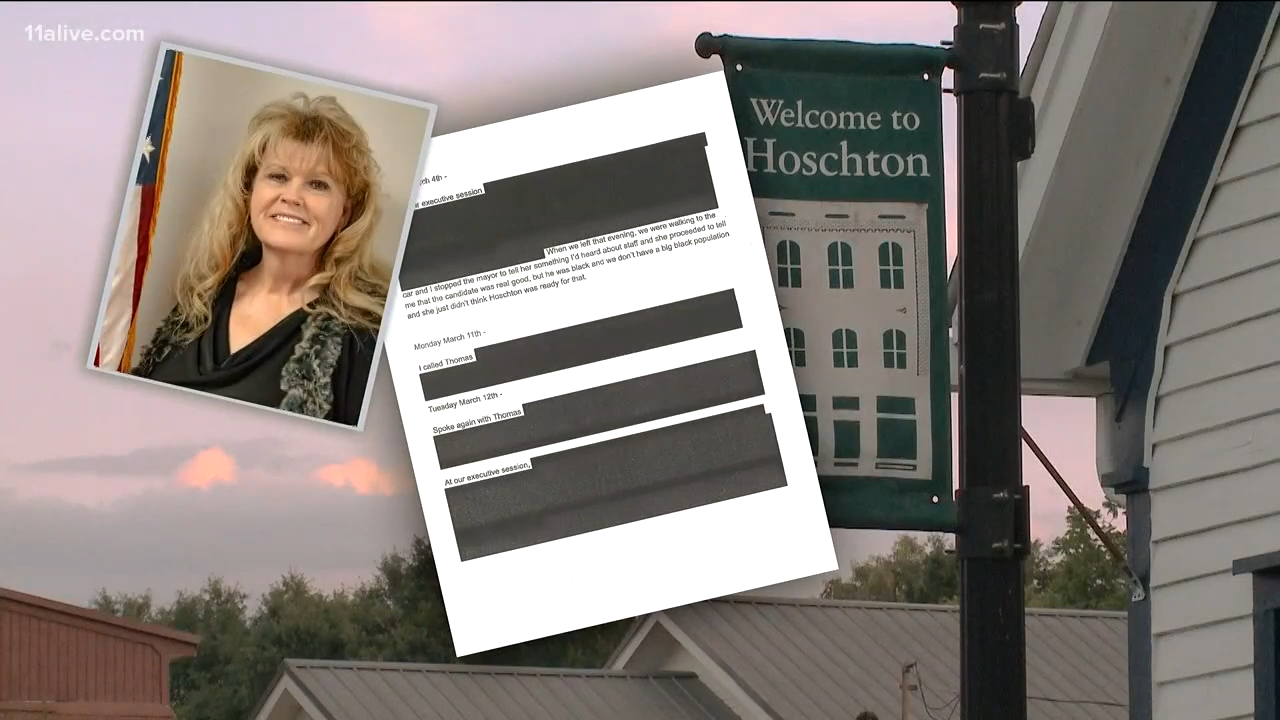 11alive.com
Welcome to
Hoschton
ch 4th -
r executive session
When we left that evening, we were walking to the
car and I stopped the mayor to tell her something I'd heard about staff and she proceeded to tell
me that the candidate was real good, but he was black and we don't have a big black population
and she just didn't think Hoschton was ready for that.
Monday March 11th -
I called Thomas
Tuesday March 12th -
Spoke again with Thomas
At our executive session,